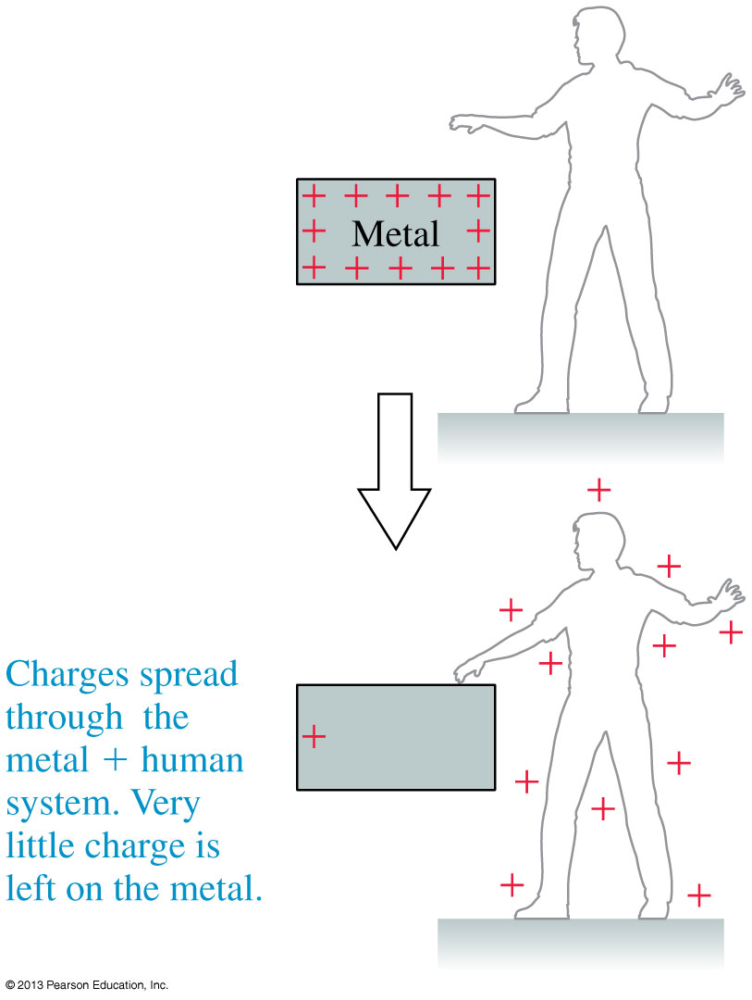 Metal
Charges spread
through the
metal + human
system. Very
little charge is
left on the metal.
© 2013 Pearson Education, Inc.